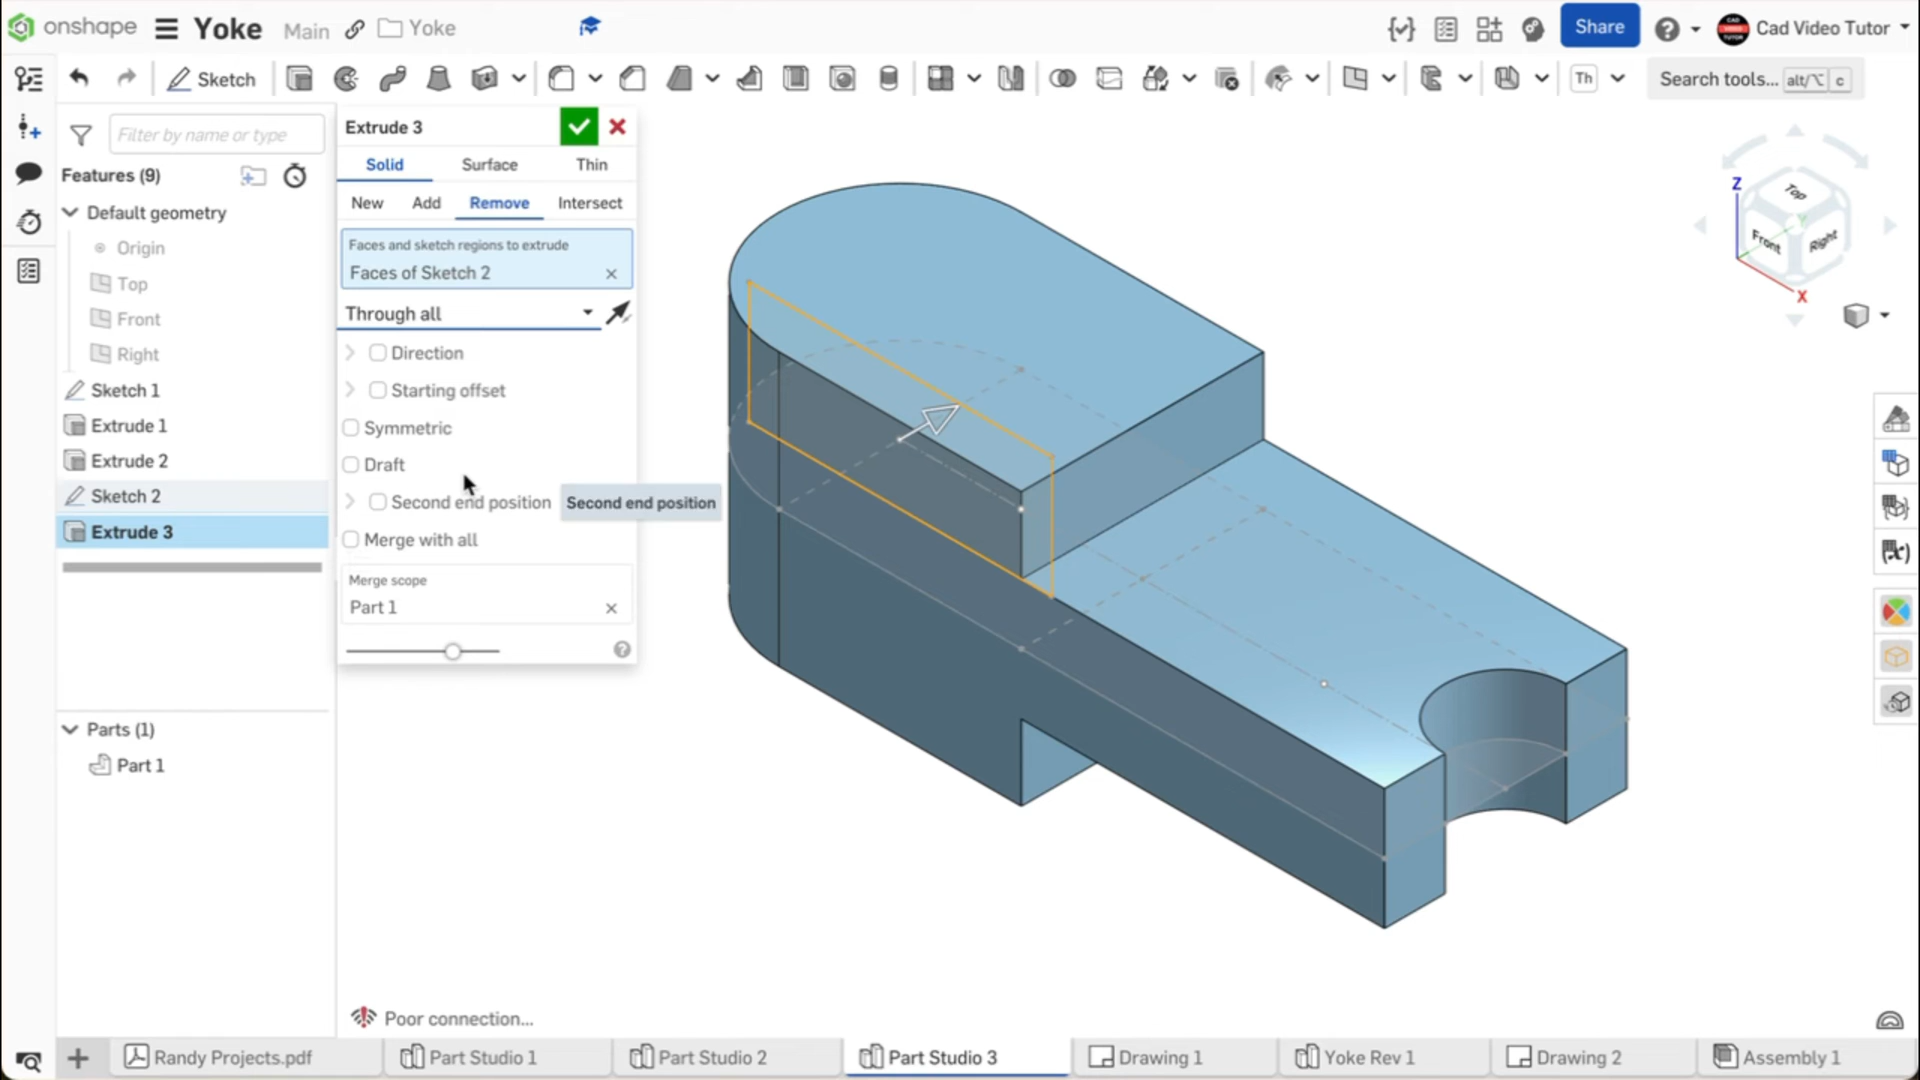 onshape Yoke Main Yoke Share Cad Video Tutor
Sketch Th Search tools... alt/⌥ c
Filter by name or type
Features (9)
Default geometry
Origin
Top
Front
Right
Sketch 1
Extrude 1
Extrude 2
Sketch 2
Extrude 3
Parts (1)
Part 1
Extrude 3
Solid Surface Thin
New Add Remove Intersect
Faces and sketch regions to extrude
Faces of Sketch 2
Through all
Direction
Starting offset
Symmetric
Draft
Second end position
Second end position
Merge with all
Merge scope
Part 1
Z
Top
Front
Right
X
Poor connection...
Randy Projects.pdf Part Studio 1 Part Studio 2 Part Studio 3 Drawing 1 Yoke Rev 1 Drawing 2 Assembly 1